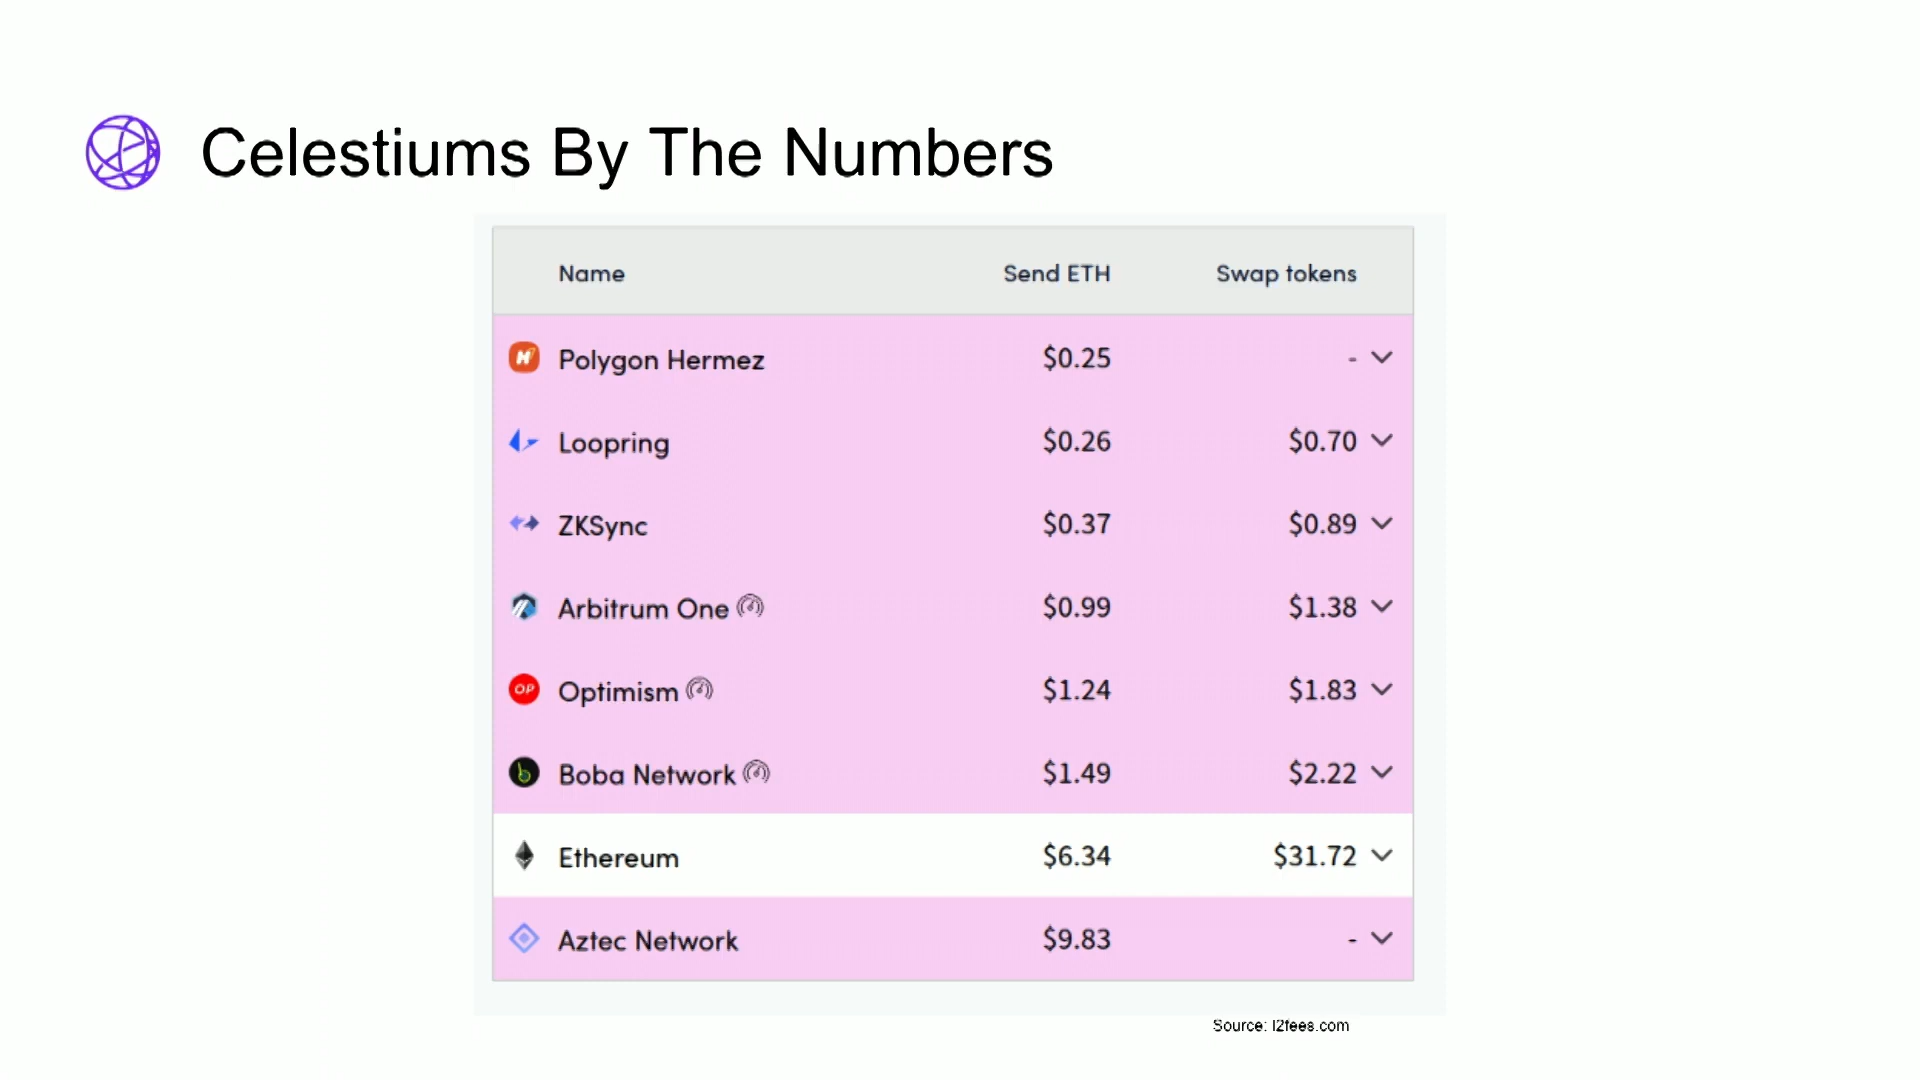 Celestiums By The Numbers
Name Send ETH Swap tokens
Polygon Hermez $0.25 -
Loopring $0.26 $0.70
ZKSync $0.37 $0.89
Arbitrum One $0.99 $1.38
OP Optimism $1.24 $1.83
Boba Network $1.49 $2.22
Ethereum $6.34 $31.72
Aztec Network $9.83 -
Source: l2fees.com